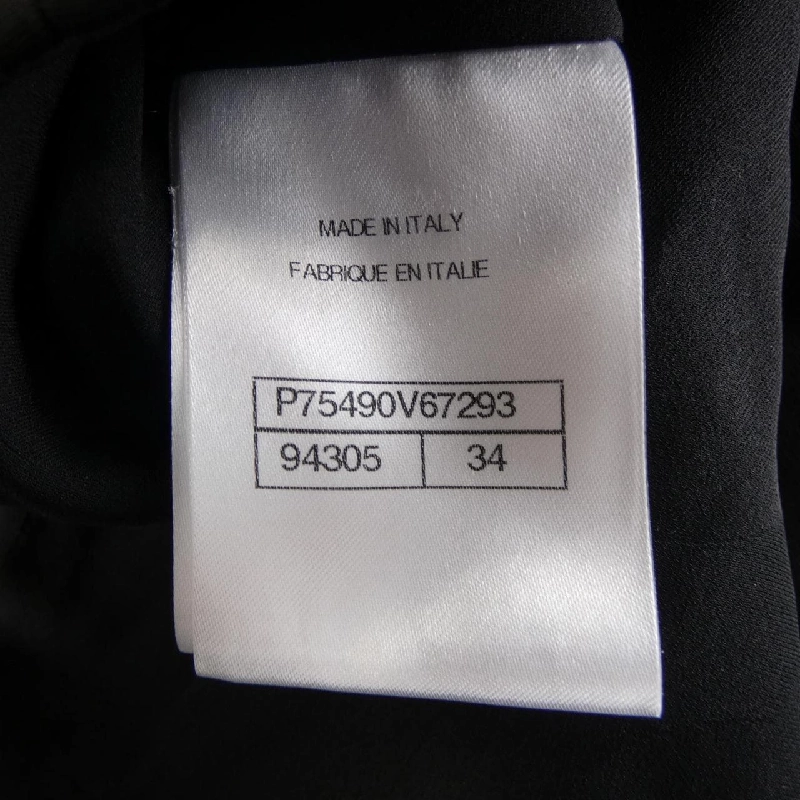 MADE IN ITALY
FABRIQUE EN ITALIE
P75490V67293
94305 34